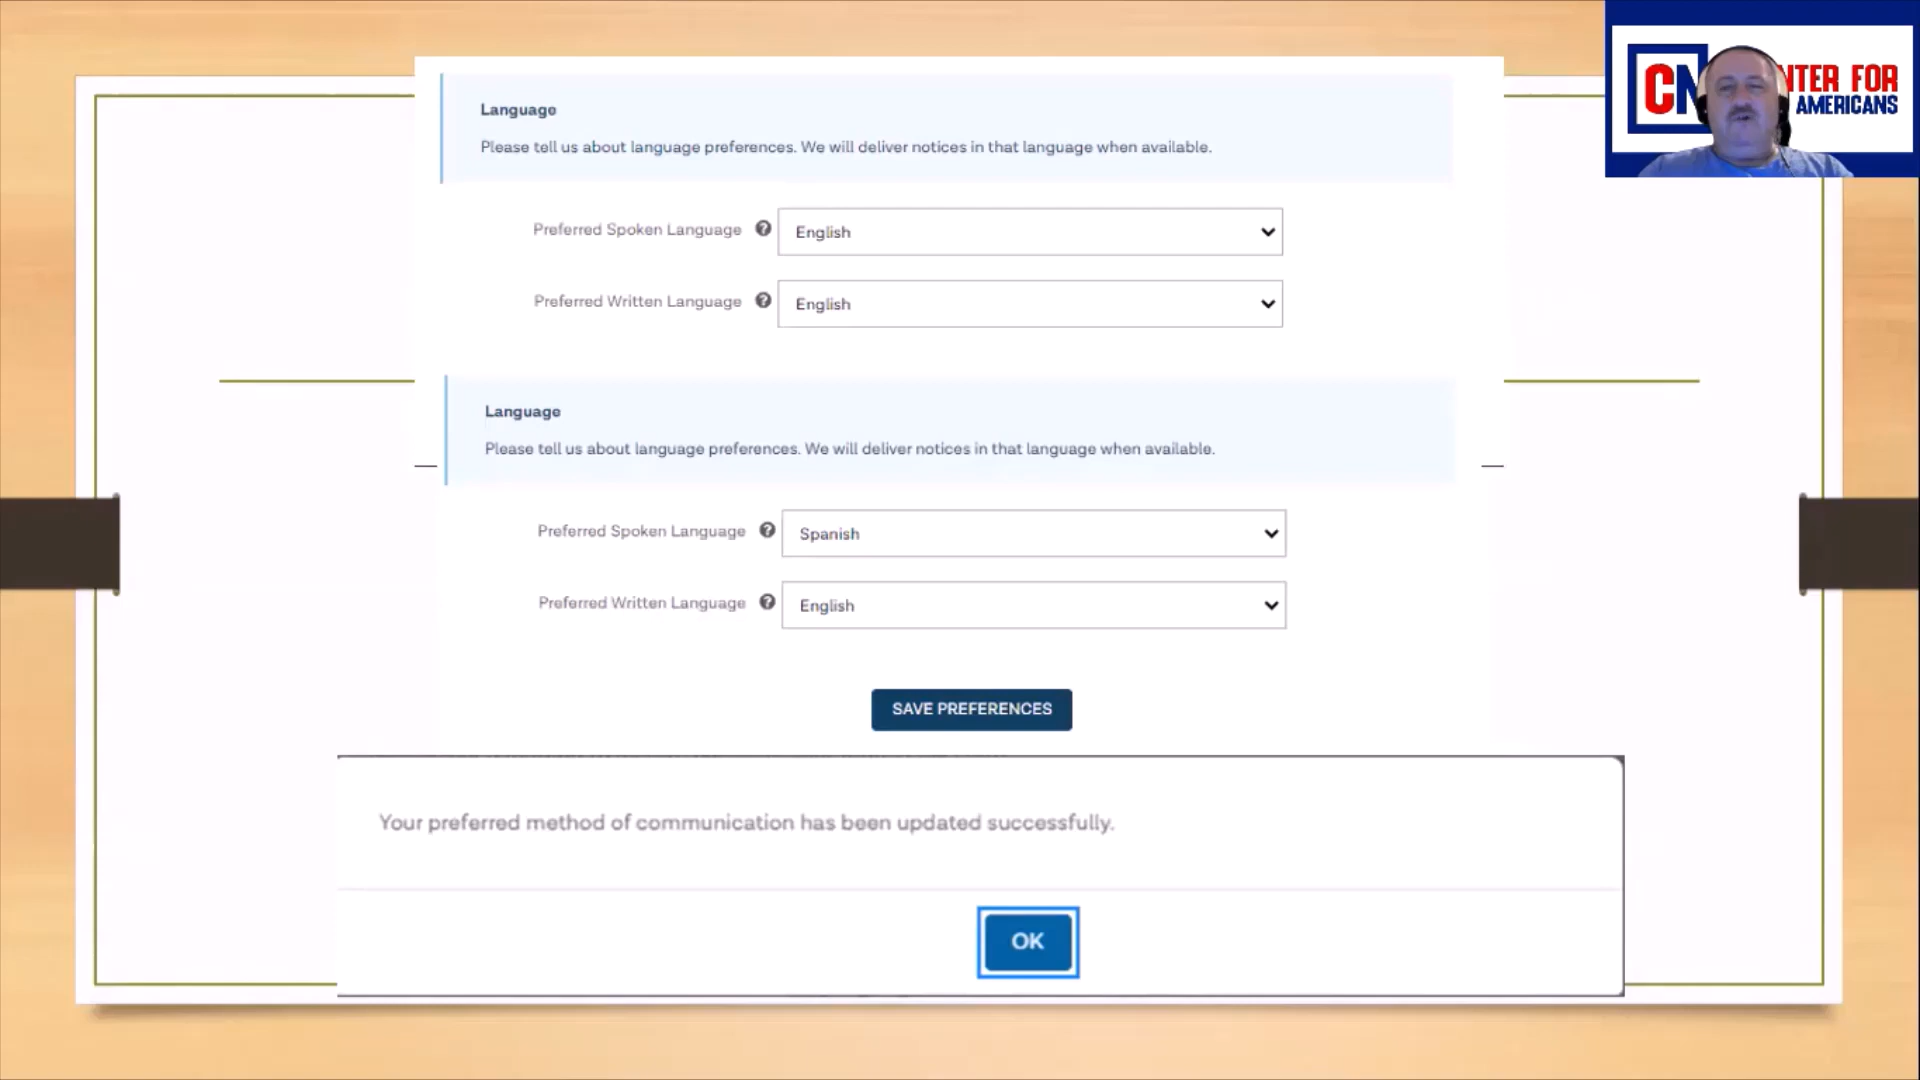 Language
Please tell us about language preferences. We will deliver notices in that language when available.
Preferred Spoken Language
English
Preferred Written Language
English
Language
Please tell us about language preferences. We will deliver notices in that language when available.
Preferred Spoken Language
Spanish
Preferred Written Language
English
SAVE PREFERENCES
Your preferred method of communication has been updated successfully.
OK
FOR
AMERICANS